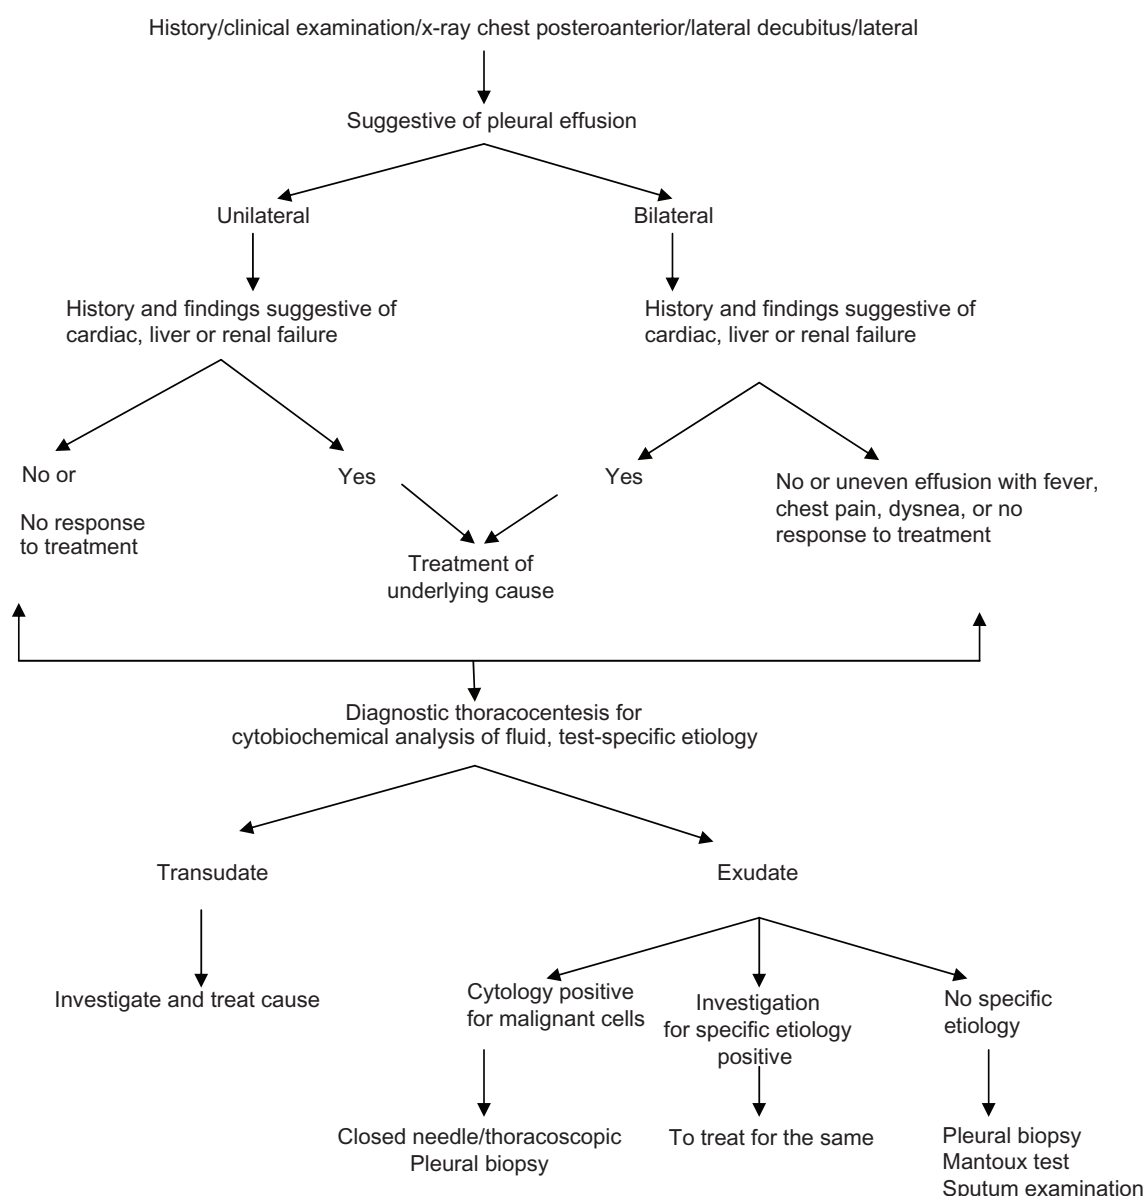 History/clinical examination/x-ray chest posteroanterior/lateral decubitus/lateral
Suggestive of pleural effusion
Unilateral
Bilateral
History and findings suggestive of
cardiac, liver or renal failure
History and findings suggestive of
cardiac, liver or renal failure
No or
No response
to treatment
Yes
Yes
No or uneven effusion with fever,
chest pain, dysnea, or no
response to treatment
Treatment of
underlying cause
Diagnostic thoracocentesis for
cytobiochemical analysis of fluid, test-specific etiology
Transudate
Exudate
Investigate and treat cause
Cytology positive
for malignant cells
Investigation
for specific etiology
positive
No specific
etiology
Closed needle/thoracoscopic
Pleural biopsy
To treat for the same
Pleural biopsy
Mantoux test
Sputum examination